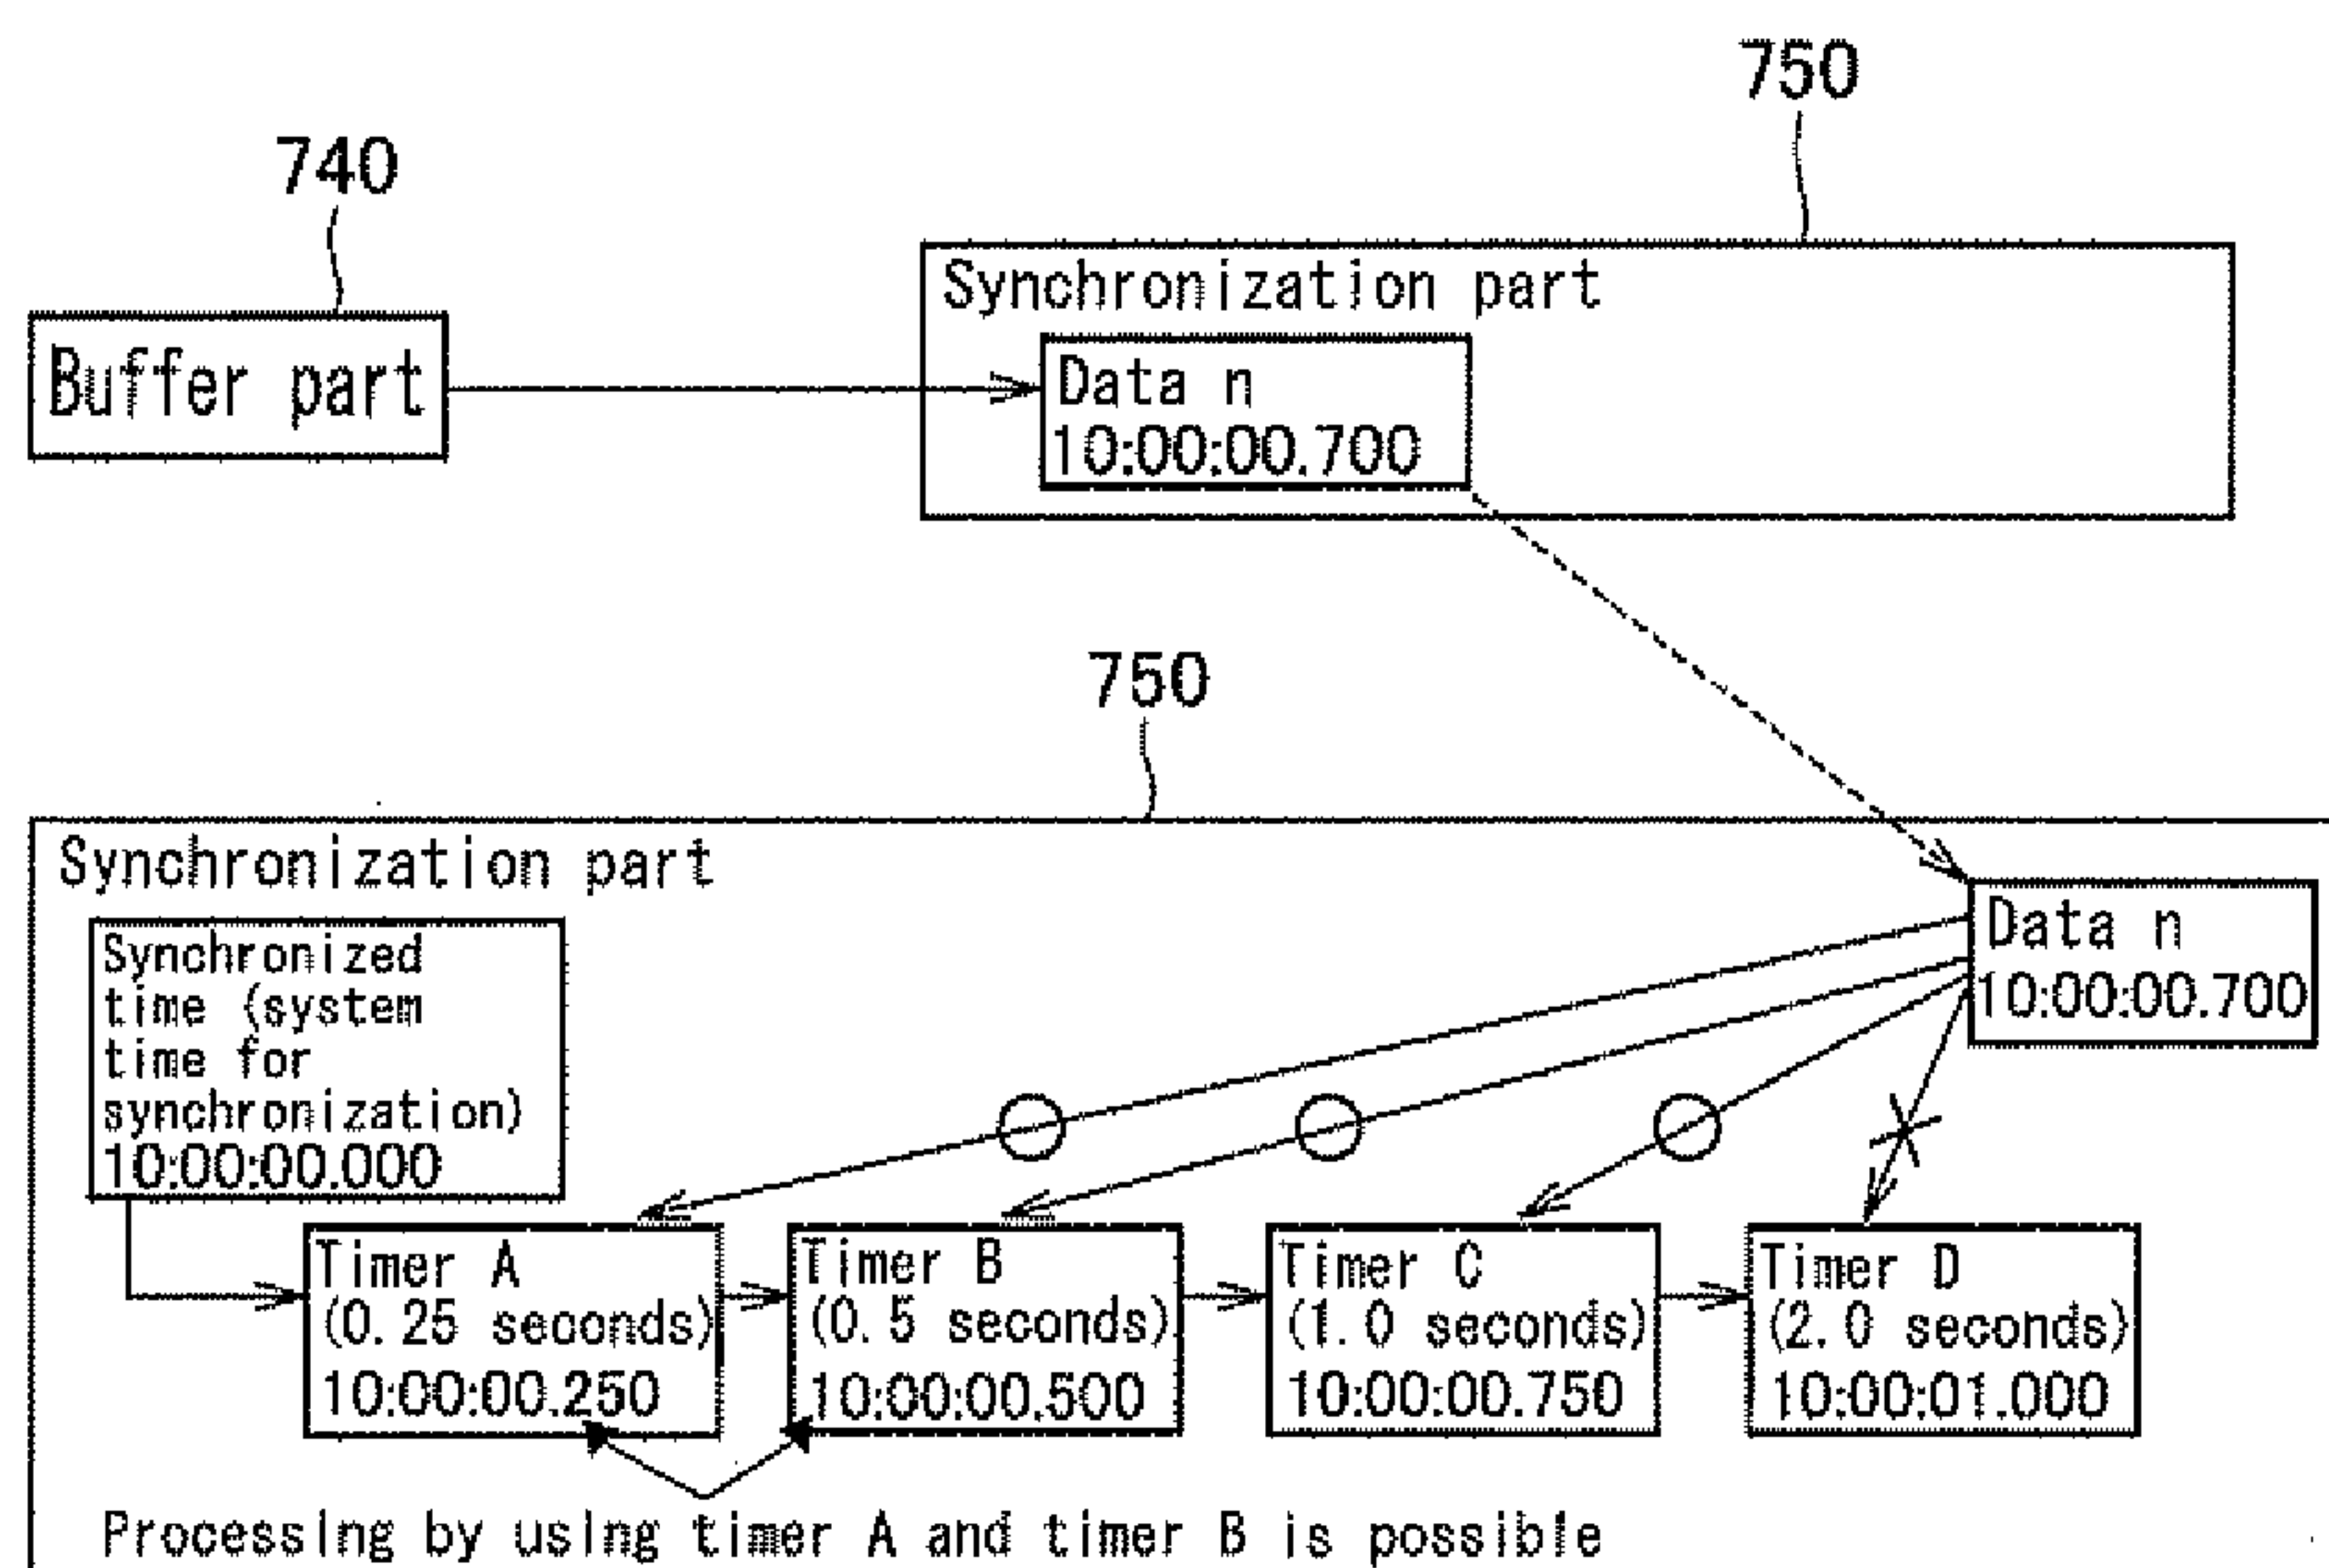 750
740
Synchronization part
Buffer part
Data n
10:00:00.700
750
Synchronization part
Data n
10:00:00.700
Synchronized
time (system
time for
synchronization)
10:00:00.000
Timer A
(0.25 seconds)
10:00:00.250
Timer B
(0.5 seconds)
10:00:00.500
Timer C
(1.0 seconds)
10:00:00.750
Timer D
(2.0 seconds)
10:00:01.000
Processing by using timer A and timer B is possible